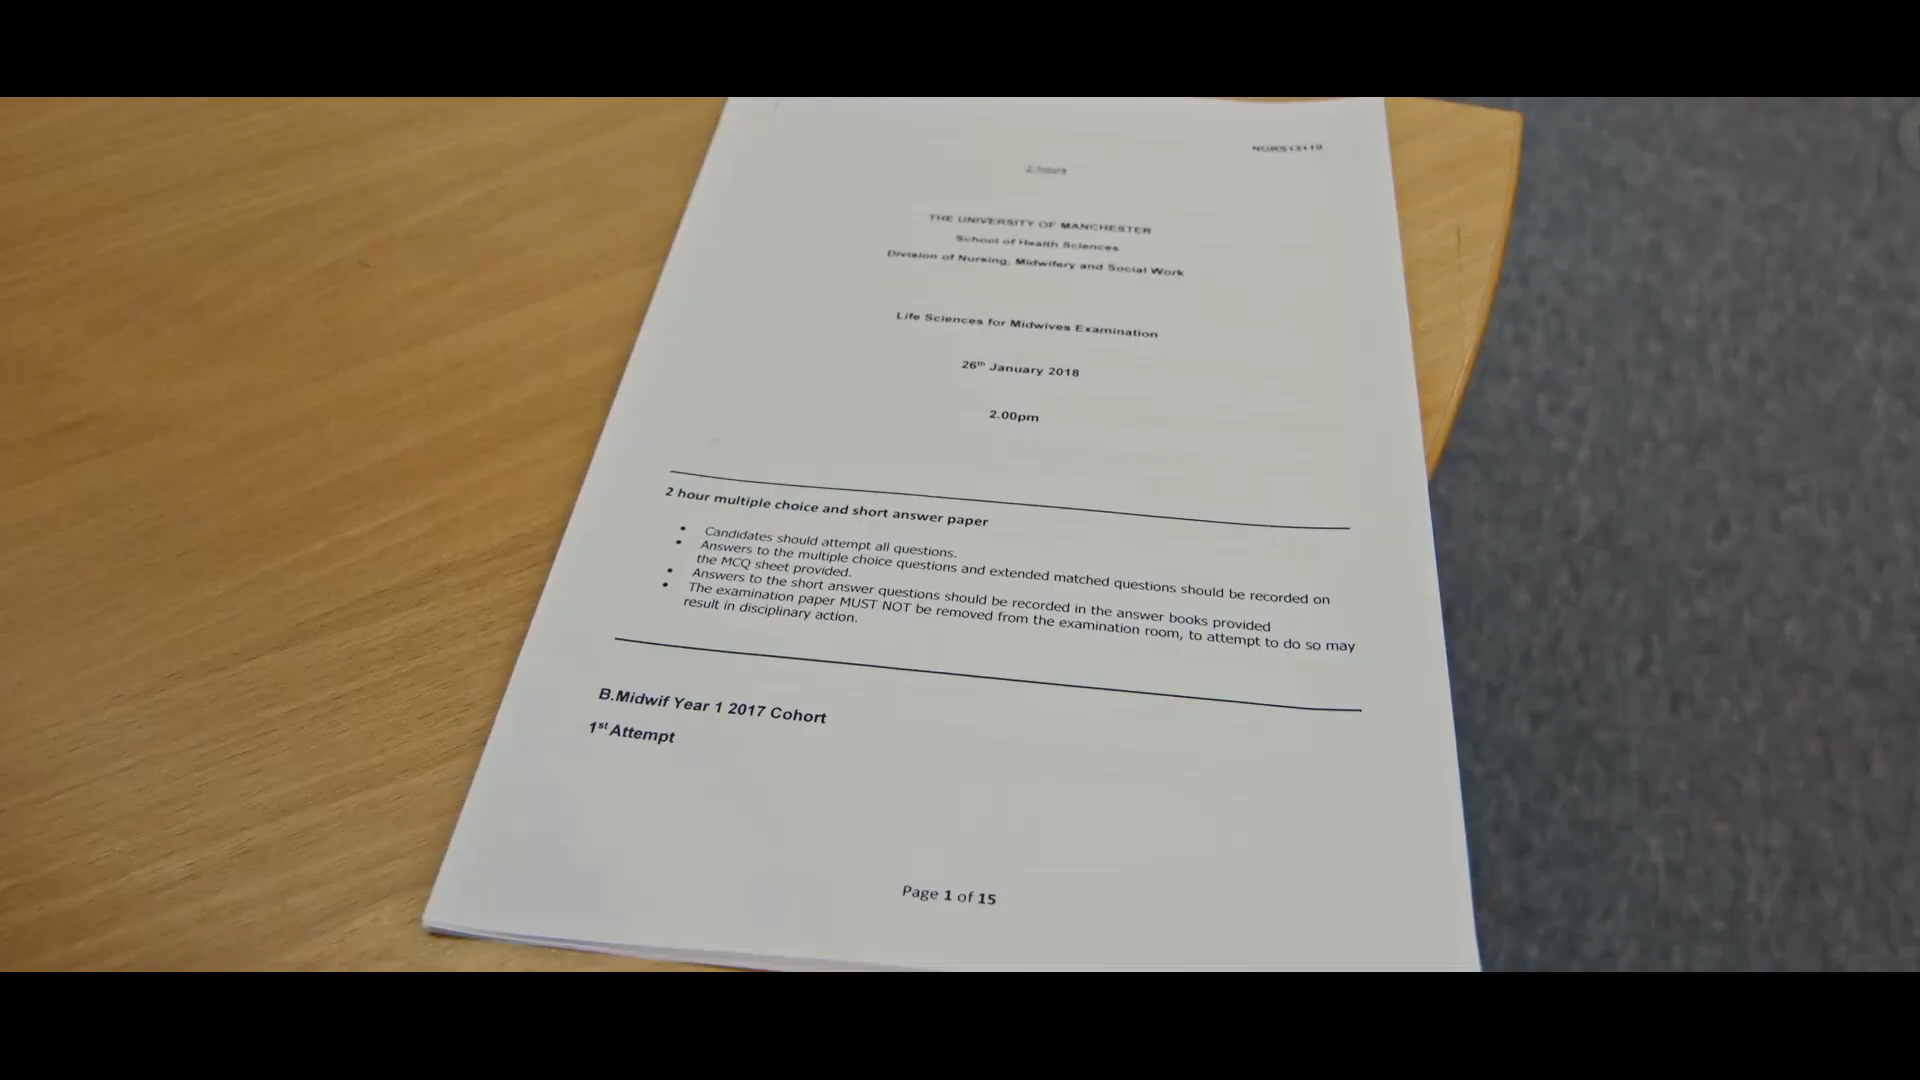 2 hours
THE UNIVERSITY OF MANCHESTER
School of Health Sciences
Division of Nursing, Midwifery and Social Work
Life Sciences for Midwives Examination
26th January 2018
2.00pm
2 hour multiple choice and short answer paper
• Candidates should attempt all questions.
• Answers to the multiple choice questions and extended matched questions should be recorded on
the MCQ sheet provided.
• Answers to the short answer questions should be recorded in the answer books provided
• The examination paper MUST NOT be removed from the examination room, to attempt to do so may
result in disciplinary action.
B.Midwif Year 1 2017 Cohort
1st Attempt
Page 1 of 15